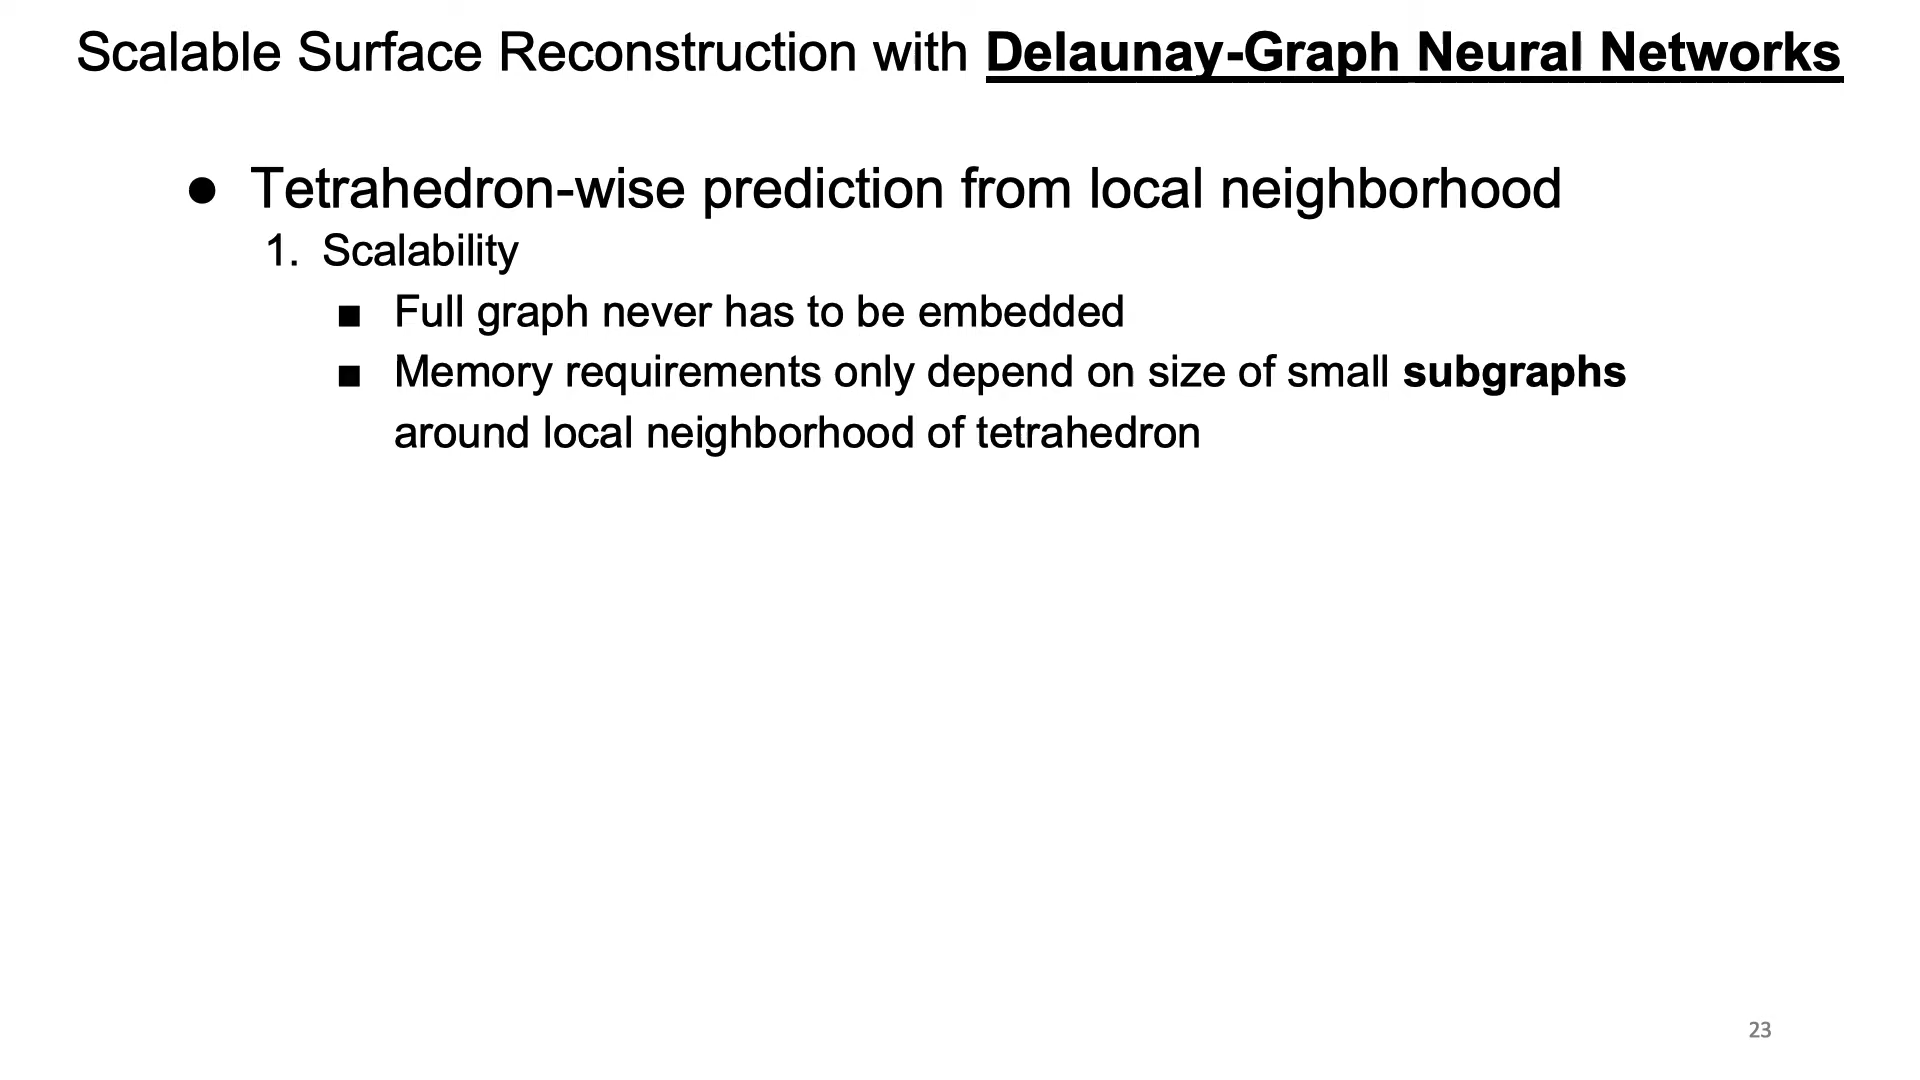 Scalable Surface Reconstruction with Delaunay-Graph Neural Networks
● Tetrahedron-wise prediction from local neighborhood
1. Scalability
■ Full graph never has to be embedded
■ Memory requirements only depend on size of small subgraphs
around local neighborhood of tetrahedron
23